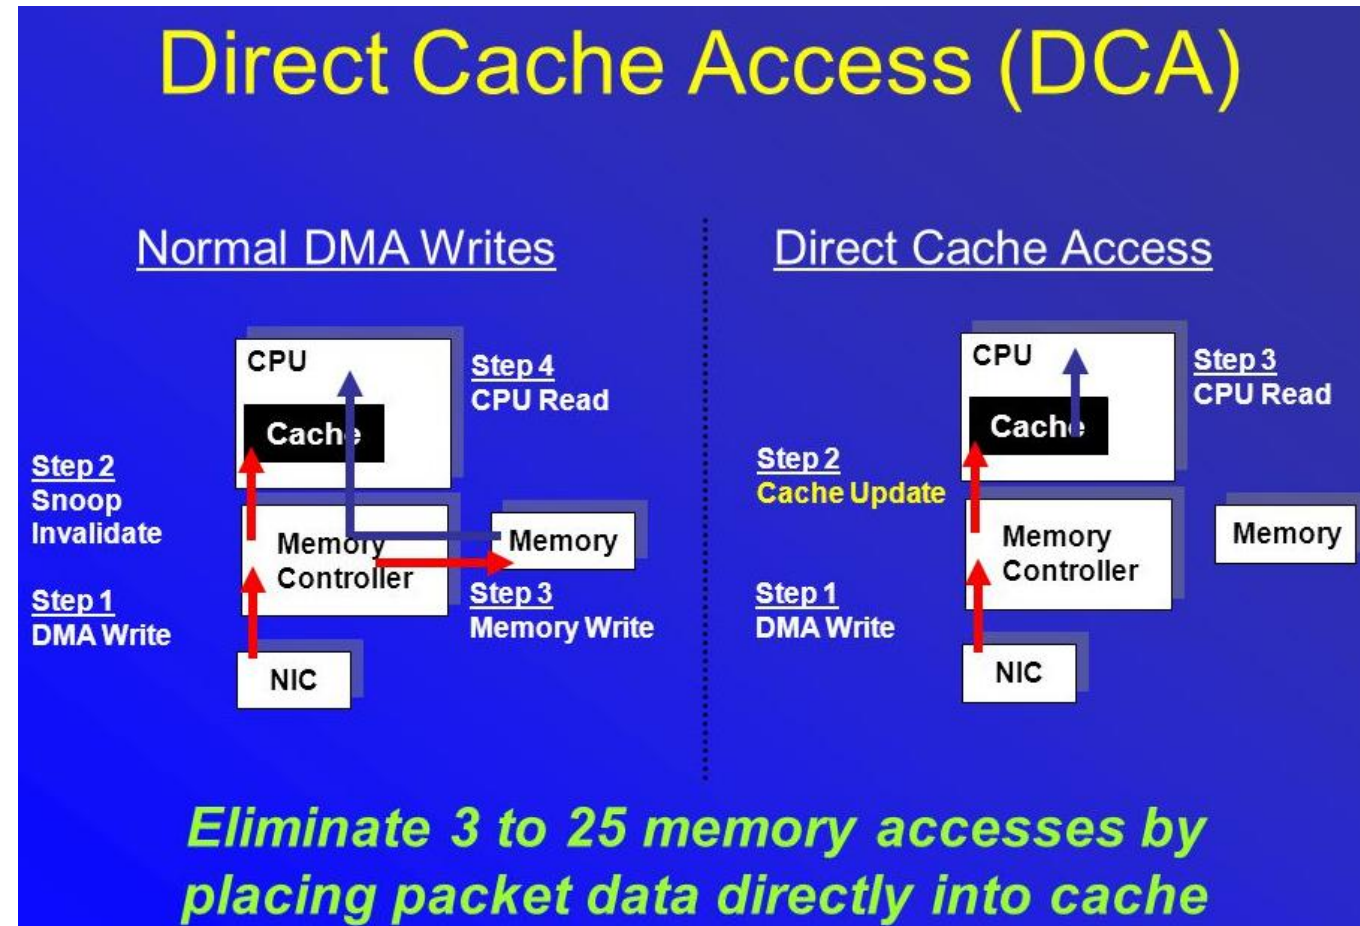 Direct Cache Access (DCA)
Normal DMA Writes
CPU
Cache
Step 4
CPU Read
Step 2
Snoop
Invalidate
Memory
Controller
Memory
Step 1
DMA Write
Step 3
Memory Write
NIC
Direct Cache Access
CPU
Cache
Step 3
CPU Read
Step 2
Cache Update
Memory
Controller
Memory
Step 1
DMA Write
NIC
Eliminate 3 to 25 memory accesses by
placing packet data directly into cache